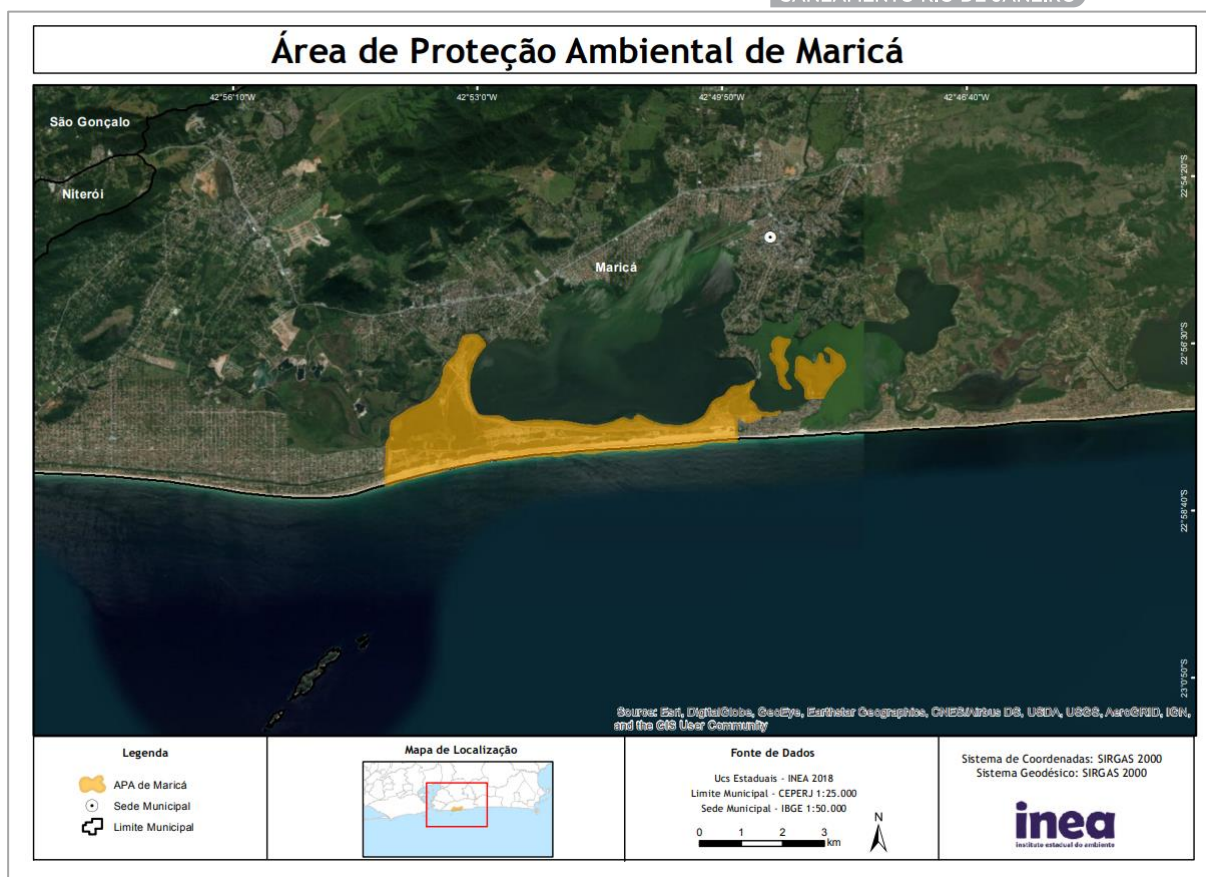 SANEAMENTO RIO DE JANEIRO
Área de Proteção Ambiental de Maricá
42°56'10"W
42°53'0"W
42°49'50"W
42°46'40"W
São Gonçalo
Niterói
Maricá
22°54'20"S
22°56'30"S
22°58'40"S
23°0'50"S
Source: Esri, DigitalGlobe, GeoEye, Earthstar Geographics, CNES/Airbus DS, USDA, USGS, AeroGRID, IGN,
and the GIS User Community
Legenda
APA de Maricá
Sede Municipal
Limite Municipal
Mapa de Localização
Fonte de Dados
Ucs Estaduais - INEA 2018
Limite Municipal - CEPERJ 1:25.000
Sede Municipal - IBGE 1:50.000
0 1 2 3
km
N
Sistema de Coordenadas: SIRGAS 2000
Sistema Geodésico: SIRGAS 2000
inea
instituto estadual do ambiente